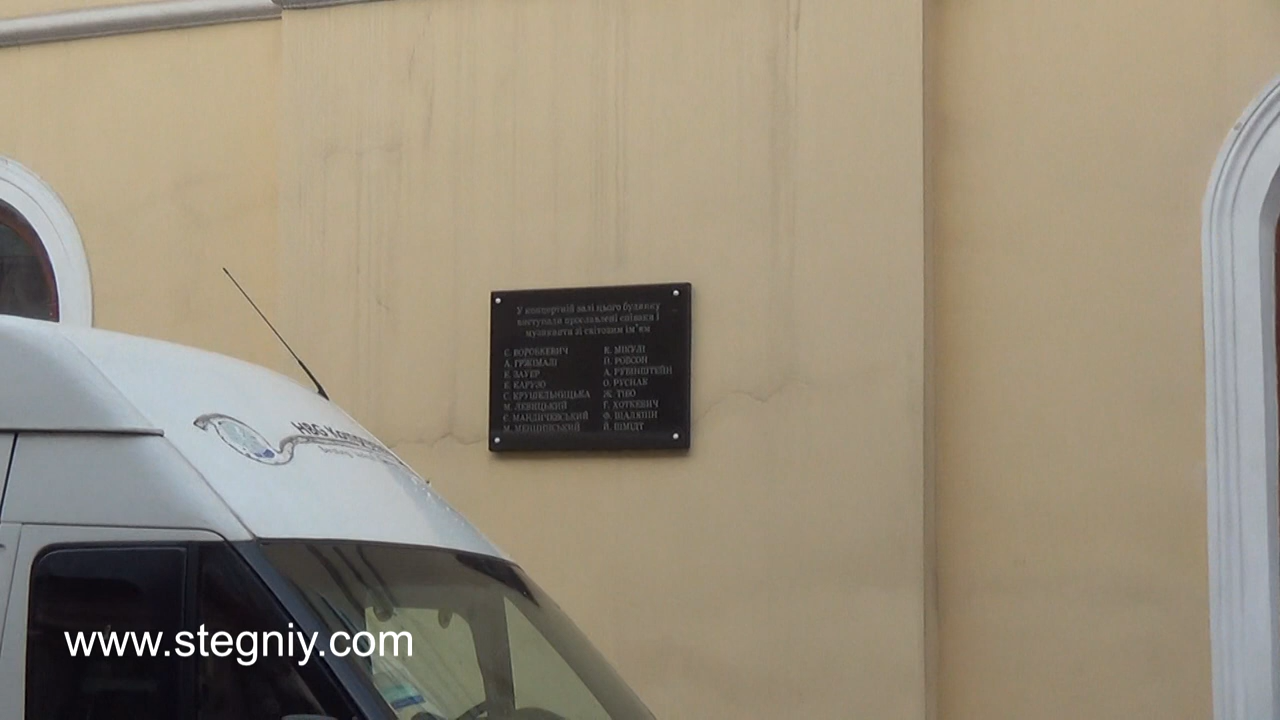 У концертній залі цього будинку
виступали прославлені співаки і
музиканти зі світовим ім'ям
С. ВОРОБКЕВИЧ
А. ГРЖІМАЛІ
Е. ЗАУЕР
Е. КАРУЗО
С. КРУШЕЛЬНИЦЬКА
М. ЛЕВИЦЬКИЙ
Є. МАНДИЧЕВСЬКИЙ
М. МЕНЦИНСЬКИЙ
К. МІКУЛІ
П. РОБСОН
А. РУБІНШТЕЙН
О. РУСНАК
Ж. ТІБО
Г. ХОТКЕВИЧ
Ф. ШАЛЯПІН
Й. ШМІДТ
HBG
www.stegniy.com